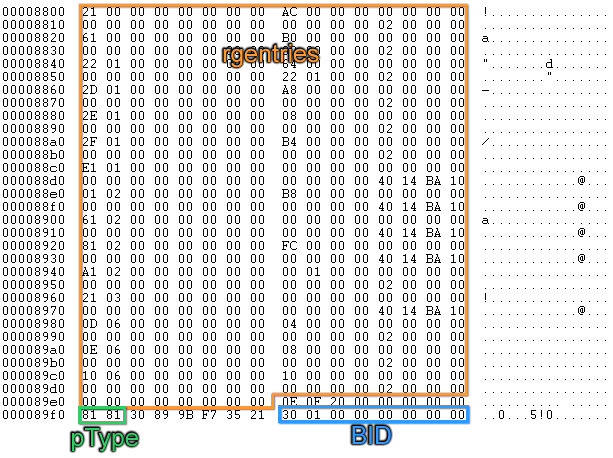 00008800 21 00 00 00 00 00 00 00 AC 00 00 00 00 00 00 00 !...............
00008810 00 00 00 00 00 00 00 00 00 00 00 00 02 00 00 00 ................
00008820 61 00 00 00 00 00 00 00 B0 00 00 00 00 00 00 00 a...............
00008830 00 00 00 00 00 00 00 00 00 00 00 00 02 00 00 00 ................
rgentries
00008840 22 01 00 00 00 00 00 00 64 00 00 00 00 00 00 00 ".......d.......
00008850 00 00 00 00 00 00 00 00 22 01 00 00 02 00 00 00 ........".......
00008860 2D 01 00 00 00 00 00 00 A8 00 00 00 00 00 00 00 -...............
00008870 00 00 00 00 00 00 00 00 00 00 00 00 02 00 00 00 ................
00008880 2E 01 00 00 00 00 00 00 08 00 00 00 00 00 00 00 ................
00008890 00 00 00 00 00 00 00 00 00 00 00 00 02 00 00 00 ................
000088a0 2F 01 00 00 00 00 00 00 B4 00 00 00 00 00 00 00 /...............
000088b0 00 00 00 00 00 00 00 00 00 00 00 00 02 00 00 00 ................
000088c0 E1 01 00 00 00 00 00 00 00 00 00 00 00 00 00 00 ................
000088d0 00 00 00 00 00 00 00 00 00 00 00 00 40 14 BA 10 ............@...
000088e0 01 02 00 00 00 00 00 00 B8 00 00 00 00 00 00 00 ................
000088f0 00 00 00 00 00 00 00 00 00 00 00 00 40 14 BA 10 ............@...
00008900 61 02 00 00 00 00 00 00 00 00 00 00 00 00 00 00 a...............
00008910 00 00 00 00 00 00 00 00 00 00 00 00 40 14 BA 10 ............@...
00008920 81 02 00 00 00 00 00 00 FC 00 00 00 00 00 00 00 ................
00008930 00 00 00 00 00 00 00 00 00 00 00 00 40 14 BA 10 ............@...
00008940 A1 02 00 00 00 00 00 00 00 01 00 00 00 00 00 00 ................
00008950 00 00 00 00 00 00 00 00 00 00 00 00 02 00 00 00 ................
00008960 21 03 00 00 00 00 00 00 00 00 00 00 00 00 00 00 !...............
00008970 00 00 00 00 00 00 00 00 00 00 00 00 40 14 BA 10 ............@...
00008980 0D 06 00 00 00 00 00 00 04 00 00 00 00 00 00 00 ................
00008990 00 00 00 00 00 00 00 00 00 00 00 00 02 00 00 00 ................
000089a0 0E 06 00 00 00 00 00 00 08 00 00 00 00 00 00 00 ................
000089b0 00 00 00 00 00 00 00 00 00 00 00 00 02 00 00 00 ................
000089c0 10 06 00 00 00 00 00 00 10 00 00 00 00 00 00 00 ................
000089d0 00 00 00 00 00 00 00 00 00 00 00 00 02 00 00 00 ................
000089e0 00 00 00 00 00 00 00 00 0E 0F 20 00 00 00 00 00 ................
000089f0 81 81 30 89 9B F7 35 21 30 01 00 00 00 00 00 00 ..0...5!0.......
pType
BID